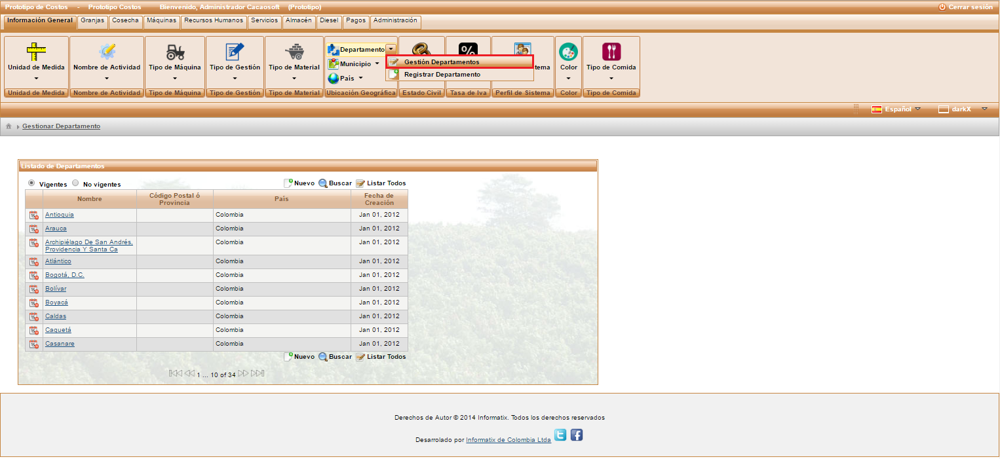 Prototipo de Costos - Prototipo Costos Bienvenido, Administrador Cacaosoft (Prototipo) Cerrar sesión
Información General Granjas Cosecha Máquinas Recursos Humanos Servicios Almacén Diesel Pagos Administración
Departamento
Unidad de Medida Nombre de Actividad Tipo de Máquina Tipo de Gestión Tipo de Material Municipio tema Color Tipo de Comida
País
Gestión Departamentos
Registrar Departamento
Unidad de Medida Nombre de Actividad Tipo de Máquina Tipo de Gestión Tipo de Material Ubicación Geográfica Estado Civil Tasa de Iva Perfil de Sistema Color Tipo de Comida
Español darkX
Gestionar Departamento
Listado de Departamentos
Vigentes No vigentes Nuevo Buscar Listar Todos
Nombre Código Postal ó Provincia País Fecha de Creación
Antioquia Colombia Jan 01, 2012
Arauca Colombia Jan 01, 2012
Archipiélago De San Andrés, Colombia Jan 01, 2012
Providencia Y Santa Ca
Atlántico Colombia Jan 01, 2012
Bogotá, D.C. Colombia Jan 01, 2012
Bolívar Colombia Jan 01, 2012
Boyacá Colombia Jan 01, 2012
Caldas Colombia Jan 01, 2012
Caquetá Colombia Jan 01, 2012
Casanare Colombia Jan 01, 2012
Nuevo Buscar Listar Todos
1 ... 10 of 34
Derechos de Autor © 2014 Informatix. Todos los derechos reservados
Desarrolado por Informatix de Colombia Ltda